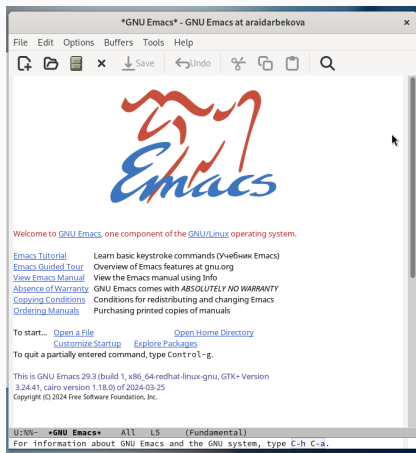 *GNU Emacs* - GNU Emacs at araidarbekova ×
File Edit Options Buffers Tools Help
Save Undo
Emacs
Welcome to GNU Emacs, one component of the GNU/Linux operating system.
Emacs Tutorial Learn basic keystroke commands (Учебник Emacs)
Emacs Guided Tour Overview of Emacs features at gnu.org
View Emacs Manual View the Emacs manual using Info
Absence of Warranty GNU Emacs comes with ABSOLUTELY NO WARRANTY
Copying Conditions Conditions for redistributing and changing Emacs
Ordering Manuals Purchasing printed copies of manuals
To start... Open a File Open Home Directory
Customize Startup Explore Packages
To quit a partially entered command, type Control-g.
This is GNU Emacs 29.3 (build 1, x86_64-redhat-linux-gnu, GTK+ Version
3.24.41, cairo version 1.18.0) of 2024-03-25
Copyright (C) 2024 Free Software Foundation, Inc.
U:%%- *GNU Emacs* All L5 (Fundamental)
For information about GNU Emacs and the GNU system, type C-h C-a.